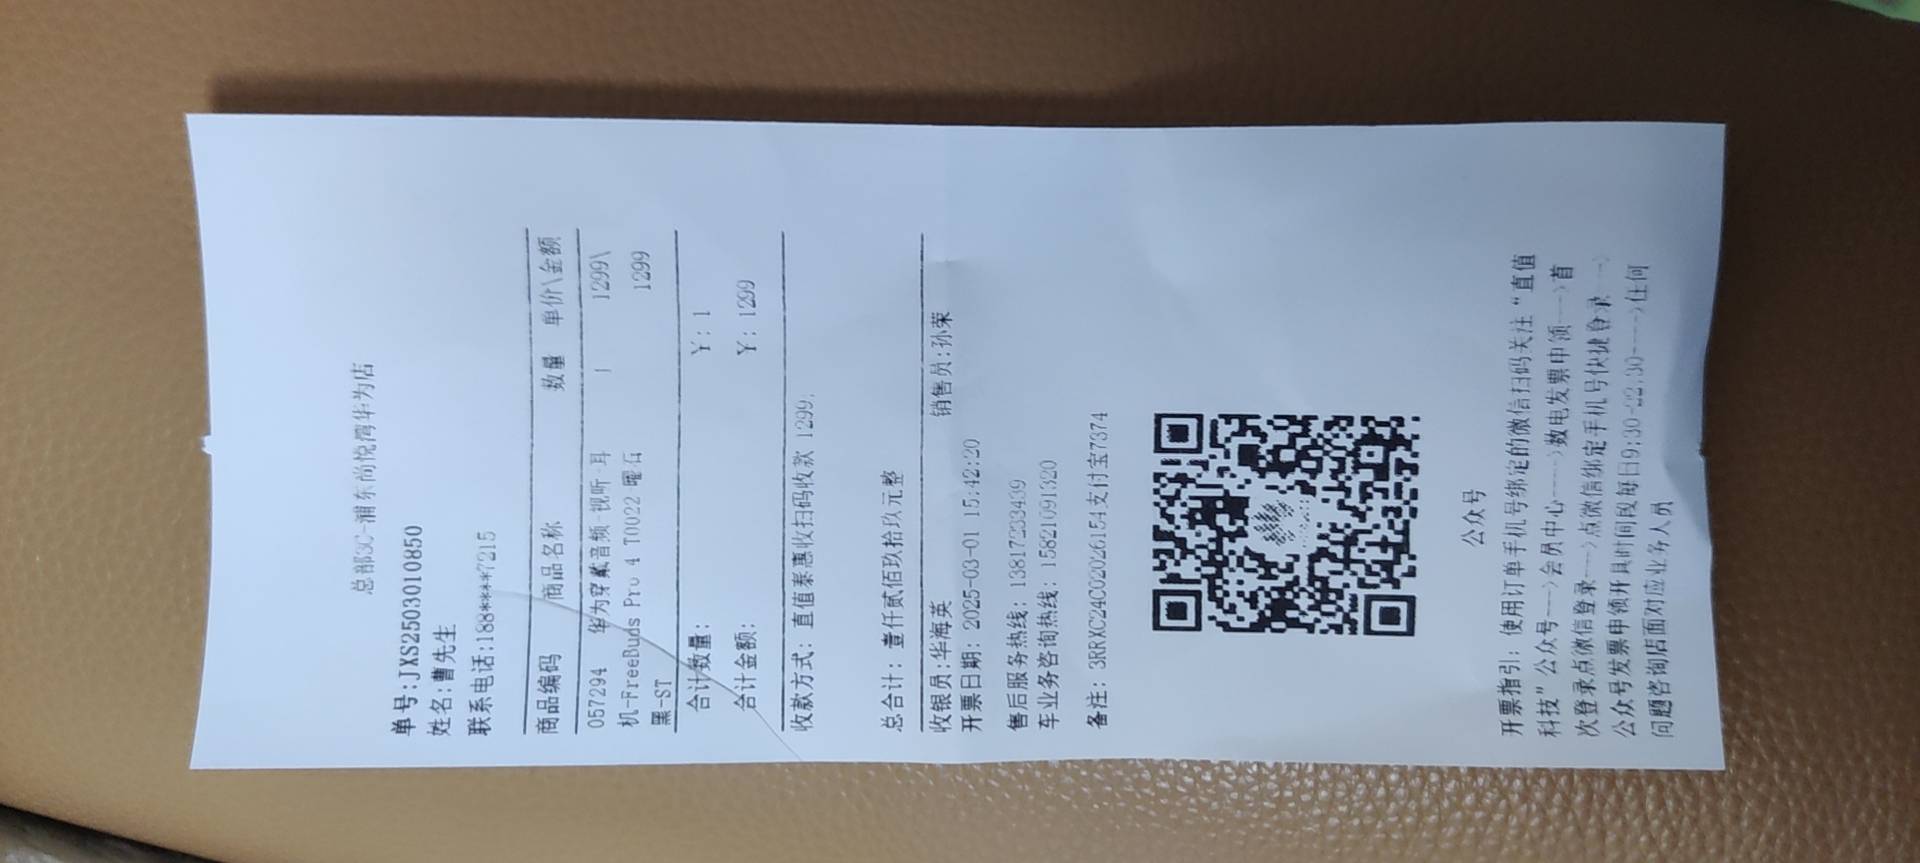 总部3C-浦东尚悦湾华为店
单号:JXS2503010850
姓名:曹先生
联系电话:188****7215
商品编码 商品名称 数量 单价\金额
057294 华为穿戴音频-视听-耳 1 1299\
机-FreeBuds Pro 4 T0022 曜石 1299
黑-ST
合计数量: ¥:1
合计金额: ¥:1299
收款方式: 直值泰惠收扫码收款 1299.
总合计: 壹仟贰佰玖拾玖元整
收银员:华海英 销售员:孙荣
开票日期: 2025-03-01 15:42:20
售后服务热线: 13817233439
车业务咨询热线: 15821091320
备注: 3RRXC24C02026154支付宝7374
公众号
开票指引: 使用订单手机号绑定的微信扫码关注“直值
科技”公众号--->会员中心---->数电发票申领--->首
次登录点微信登录--->点微信绑定手机号快捷登录--->
公众号发票申领开具时间段每日9:30-22:30---->任何
问题咨询店面对应业务人员